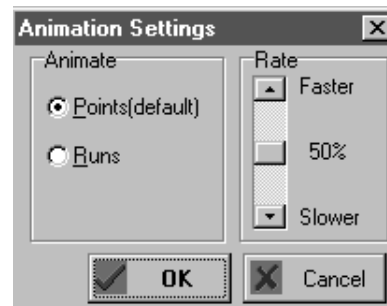 Animation Settings
Animate
Points(default)
Runs
Rate
Faster
50%
Slower
OK
Cancel